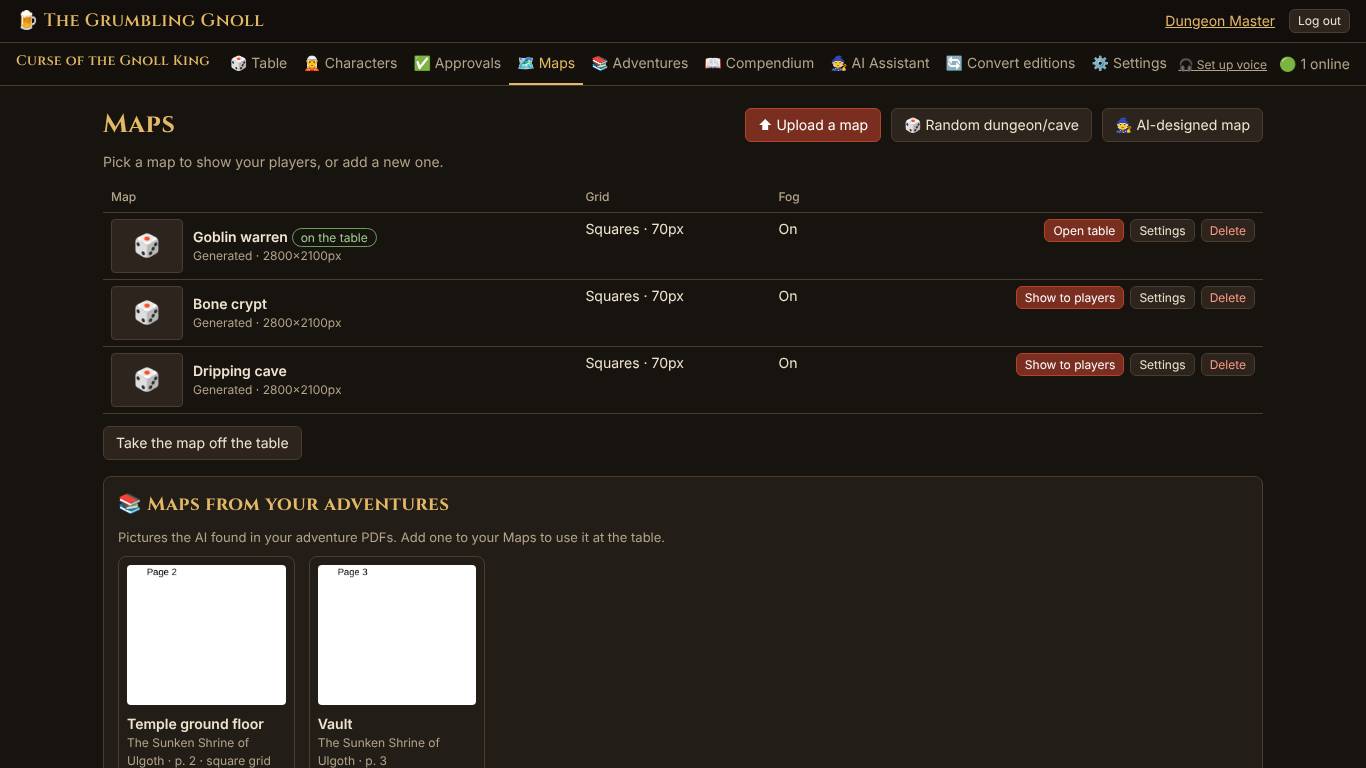 The Grumbling Gnoll
Dungeon Master
Log out
Curse of the Gnoll King
Table
Characters
Approvals
Maps
Adventures
Compendium
AI Assistant
Convert editions
Settings
Set up voice
1 online
Maps
Upload a map
Random dungeon/cave
AI-designed map
Pick a map to show your players, or add a new one.
Map Grid Fog
Goblin warren on the table
Generated · 2800×2100px
Squares · 70px
On
Open table
Settings
Delete
Bone crypt
Generated · 2800×2100px
Squares · 70px
On
Show to players
Settings
Delete
Dripping cave
Generated · 2800×2100px
Squares · 70px
On
Show to players
Settings
Delete
Take the map off the table
Maps from your adventures
Pictures the AI found in your adventure PDFs. Add one to your Maps to use it at the table.
Page 2
Temple ground floor
The Sunken Shrine of
Ulgoth · p. 2 · square grid
Page 3
Vault
The Sunken Shrine of
Ulgoth · p. 3